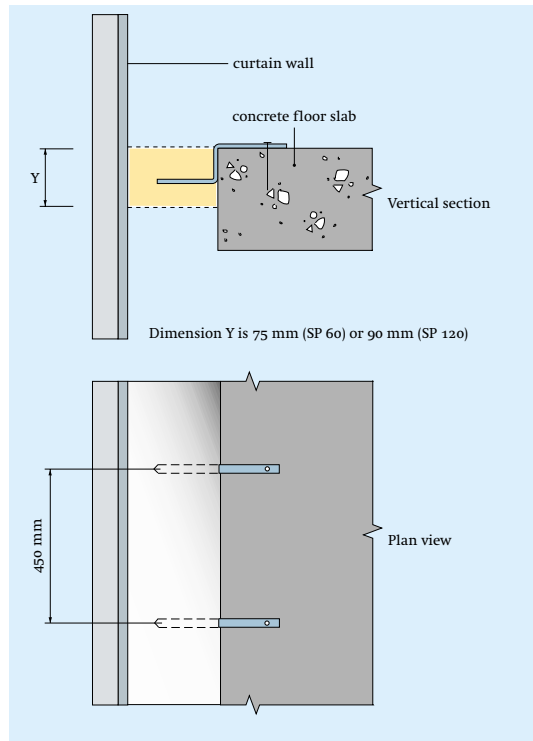 curtain wall
concrete floor slab
Y
Vertical section
Dimension Y is 75 mm (SP 60) or 90 mm (SP 120)
450 mm
Plan view